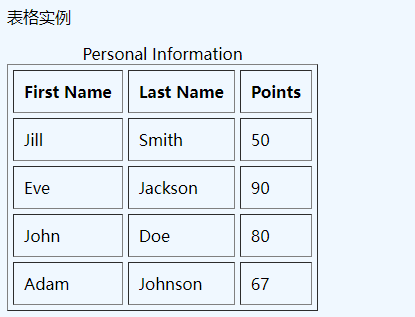 表格实例
Personal Information
First Name Last Name Points
Jill Smith 50
Eve Jackson 90
John Doe 80
Adam Johnson 67